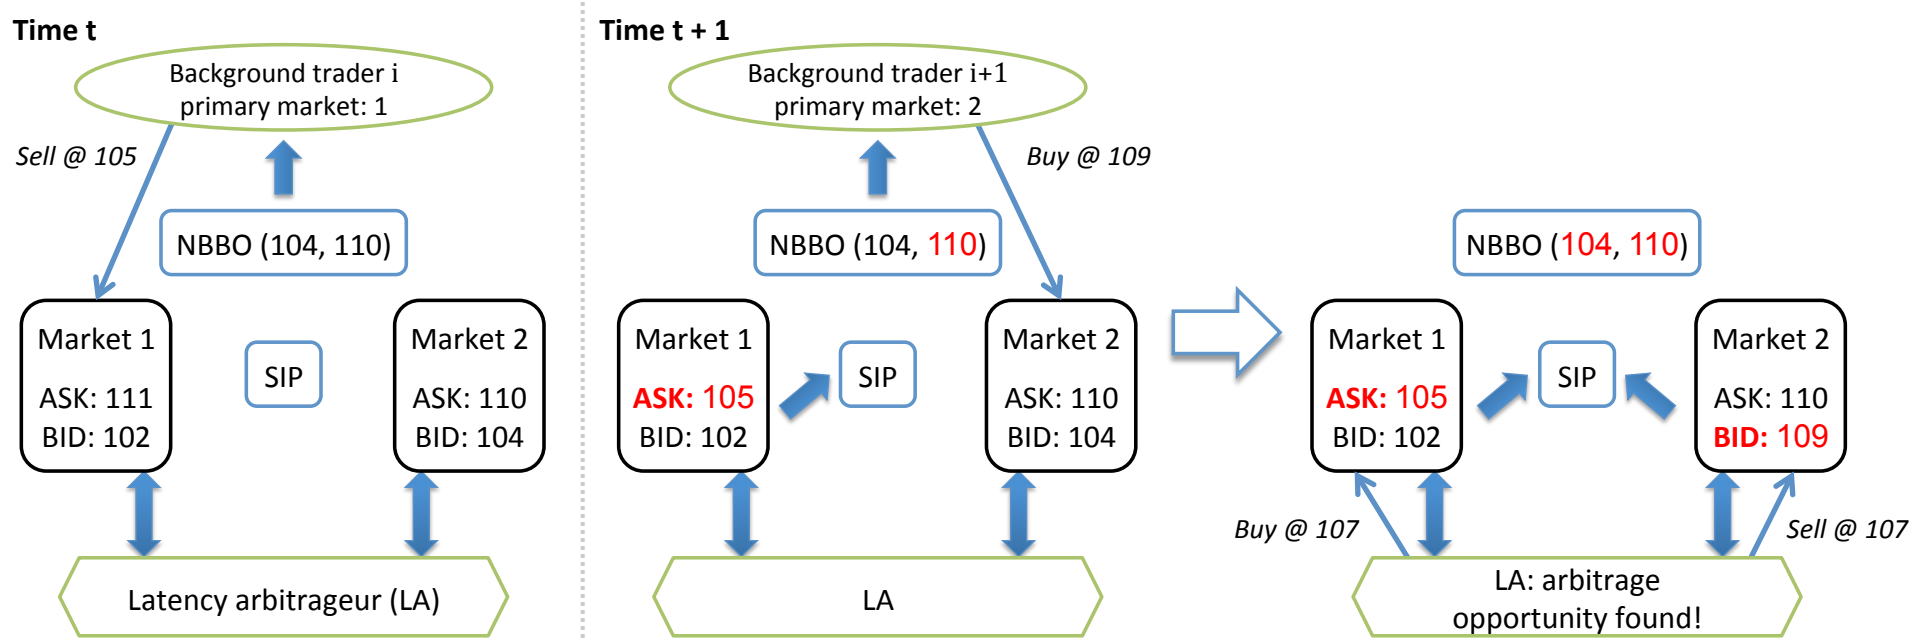 Time t
Background trader i
primary market: 1
Sell @ 105
NBBO (104, 110)
Market 1
ASK: 111
BID: 102
SIP
Market 2
ASK: 110
BID: 104
Latency arbitrageur (LA)
Time t + 1
Background trader i+1
primary market: 2
Buy @ 109
NBBO (104, 110)
Market 1
ASK: 105
BID: 102
SIP
Market 2
ASK: 110
BID: 104
LA
NBBO (104, 110)
Market 1
ASK: 105
BID: 102
SIP
Market 2
ASK: 110
BID: 109
Buy @ 107
Sell @ 107
LA: arbitrage
opportunity found!